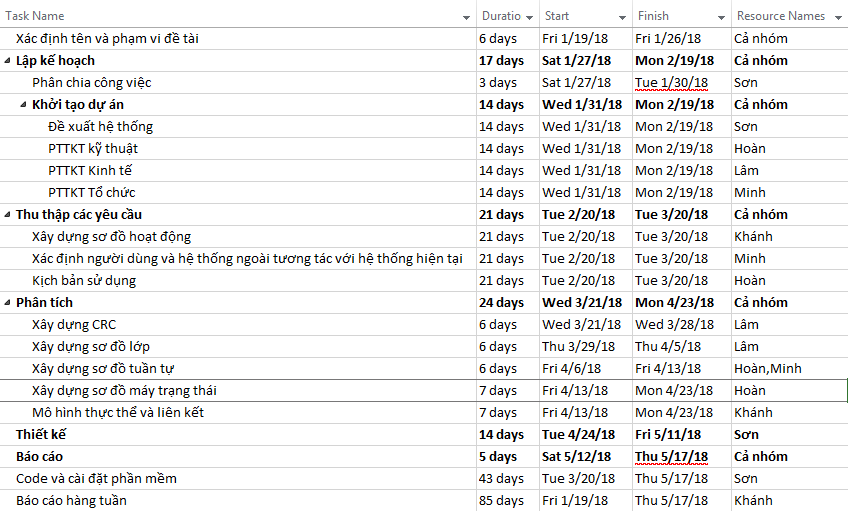 Task Name Duratio Start Finish Resource Names
Xác định tên và phạm vi đề tài 6 days Fri 1/19/18 Fri 1/26/18 Cả nhóm
Lập kế hoạch 17 days Sat 1/27/18 Mon 2/19/18 Cả nhóm
Phân chia công việc 3 days Sat 1/27/18 Tue 1/30/18 Sơn
Khởi tạo dự án 14 days Wed 1/31/18 Mon 2/19/18 Cả nhóm
Đề xuất hệ thống 14 days Wed 1/31/18 Mon 2/19/18 Sơn
PTTKT kỹ thuật 14 days Wed 1/31/18 Mon 2/19/18 Hoàn
PTTKT Kinh tế 14 days Wed 1/31/18 Mon 2/19/18 Lâm
PTTKT Tổ chức 14 days Wed 1/31/18 Mon 2/19/18 Minh
Thu thập các yêu cầu 21 days Tue 2/20/18 Tue 3/20/18 Cả nhóm
Xây dựng sơ đồ hoạt động 21 days Tue 2/20/18 Tue 3/20/18 Khánh
Xác định người dùng và hệ thống ngoài tương tác với hệ thống hiện tại 21 days Tue 2/20/18 Tue 3/20/18 Minh
Kịch bản sử dụng 21 days Tue 2/20/18 Tue 3/20/18 Hoàn
Phân tích 24 days Wed 3/21/18 Mon 4/23/18 Cả nhóm
Xây dựng CRC 6 days Wed 3/21/18 Wed 3/28/18 Lâm
Xây dựng sơ đồ lớp 6 days Thu 3/29/18 Thu 4/5/18 Lâm
Xây dựng sơ đồ tuần tự 6 days Fri 4/6/18 Fri 4/13/18 Hoàn,Minh
Xây dựng sơ đồ máy trạng thái 7 days Fri 4/13/18 Mon 4/23/18 Hoàn
Mô hình thực thể và liên kết 7 days Fri 4/13/18 Mon 4/23/18 Khánh
Thiết kế 14 days Tue 4/24/18 Fri 5/11/18 Sơn
Báo cáo 5 days Sat 5/12/18 Thu 5/17/18 Cả nhóm
Code và cài đặt phần mềm 43 days Tue 3/20/18 Thu 5/17/18 Sơn
Báo cáo hàng tuần 85 days Fri 1/19/18 Thu 5/17/18 Khánh